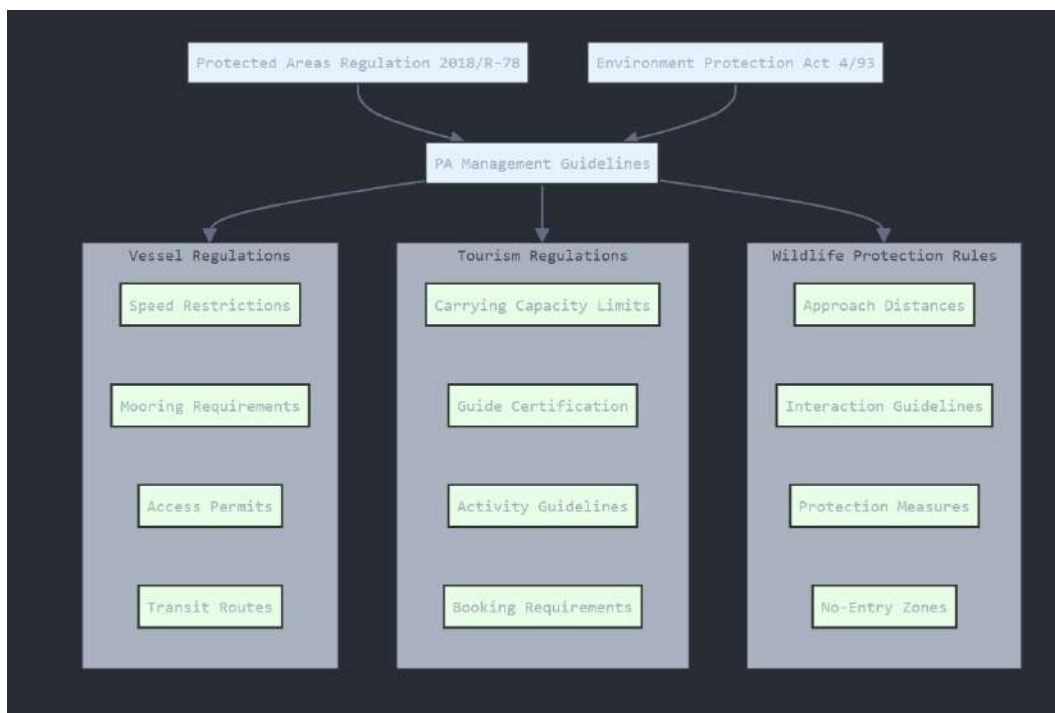 Protected Areas Regulation 2018/R-78
Environment Protection Act 4/93
PA Management Guidelines
Vessel Regulations
Speed Restrictions
Mooring Requirements
Access Permits
Transit Routes
Tourism Regulations
Carrying Capacity Limits
Guide Certification
Activity Guidelines
Booking Requirements
Wildlife Protection Rules
Approach Distances
Interaction Guidelines
Protection Measures
No-Entry Zones